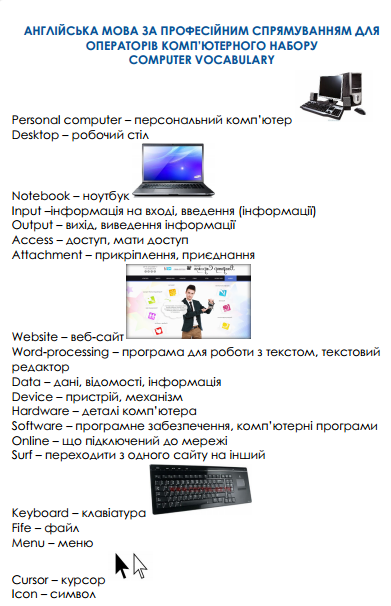 АНГЛІЙСЬКА МОВА ЗА ПРОФЕСІЙНИМ СПРЯМУВАННЯМ ДЛЯ
ОПЕРАТОРІВ КОМП'ЮТЕРНОГО НАБОРУ
COMPUTER VOCABULARY
Personal computer – персональний комп'ютер
Desktop – робочий стіл
Notebook – ноутбук
Input –інформація на вході, введення (інформації)
Output – вихід, виведення інформації
Access – доступ, мати доступ
Attachment – прикріплення, приєднання
Website – веб-сайт
Word-processing – програма для роботи з текстом, текстовий
редактор
Data – дані, відомості, інформація
Device – пристрій, механізм
Hardware – деталі комп'ютера
Software – програмне забезпечення, комп'ютерні програми
Online – що підключений до мережі
Surf – переходити з одного сайту на інший
Keyboard – клавіатура
Fife – файл
Menu – меню
Cursor – курсор
Icon – символ